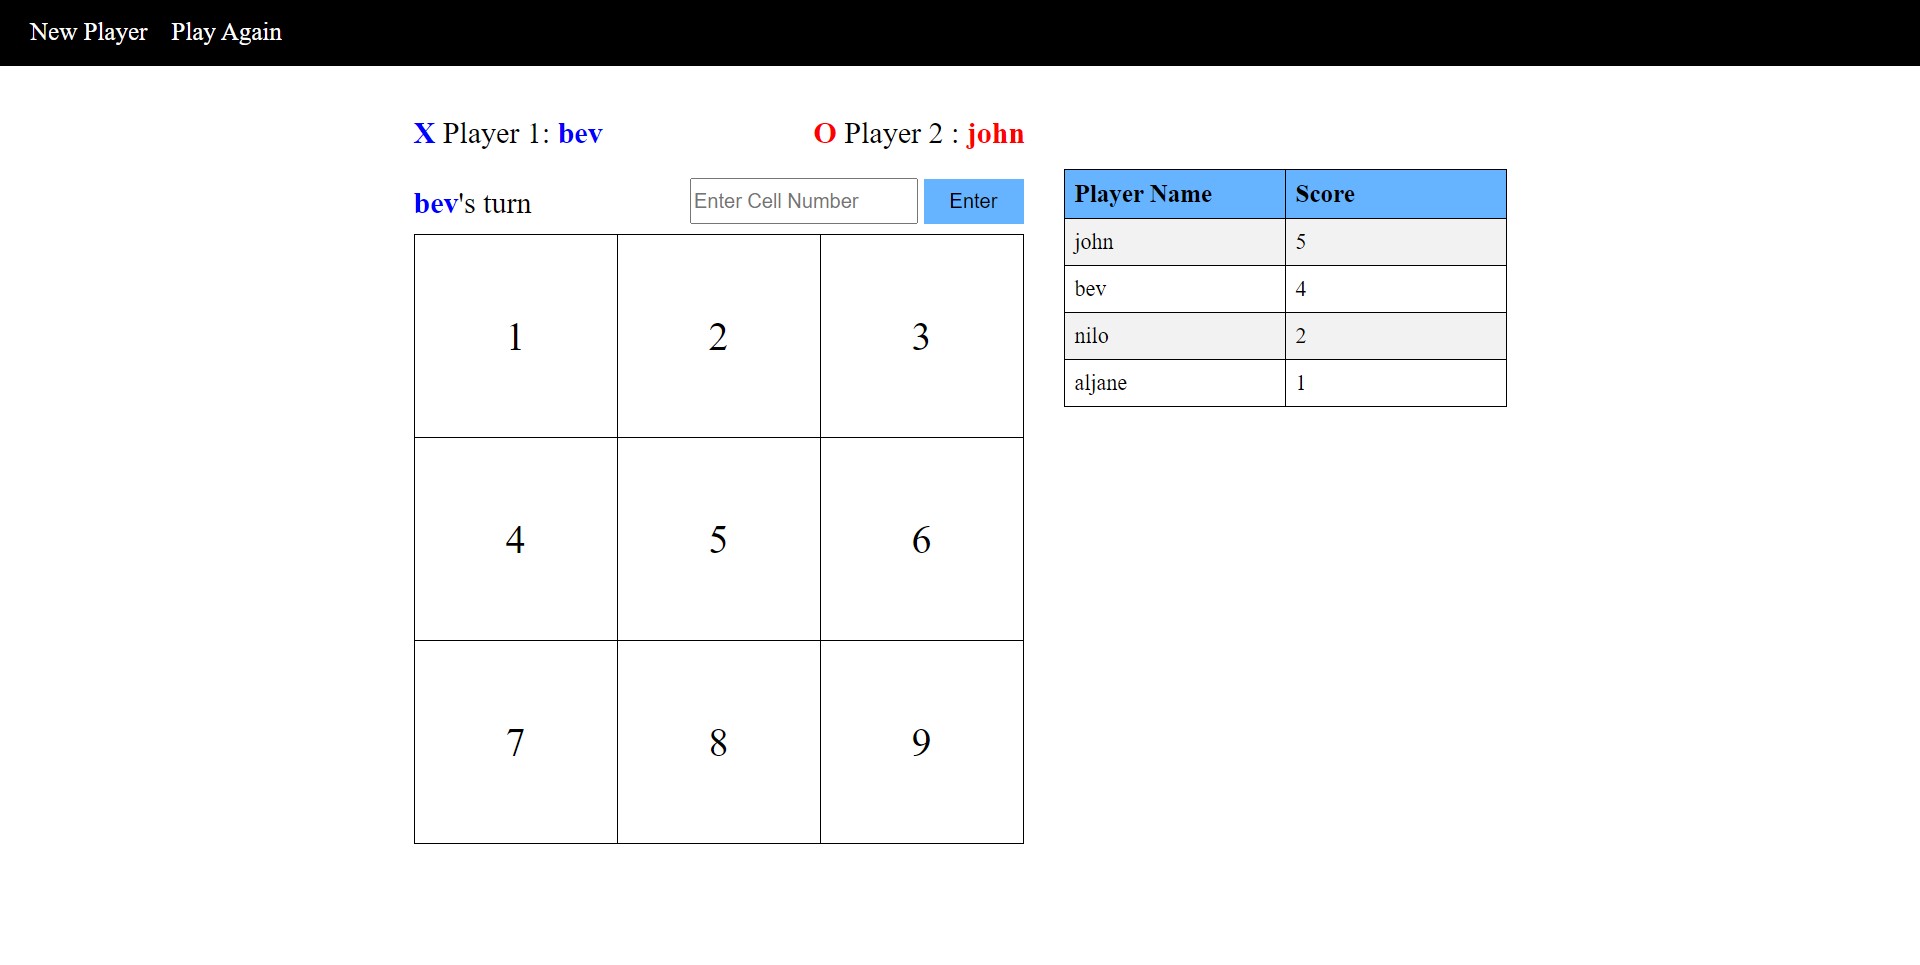 New Player Play Again
X Player 1: bev
O Player 2 : john
bev's turn
Enter Cell Number
Enter
1 2 3
4 5 6
7 8 9
Player Name Score
john 5
bev 4
nilo 2
aljane 1